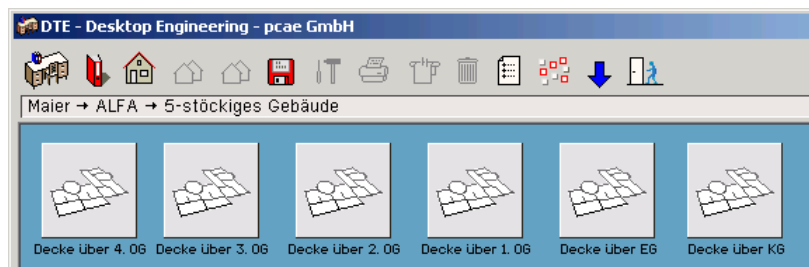 DTE - Desktop Engineering - pcae GmbH
Maier → ALFA → 5-stöckiges Gebäude
Decke über 4. OG Decke über 3. OG Decke über 2. OG Decke über 1. OG Decke über EG Decke über KG